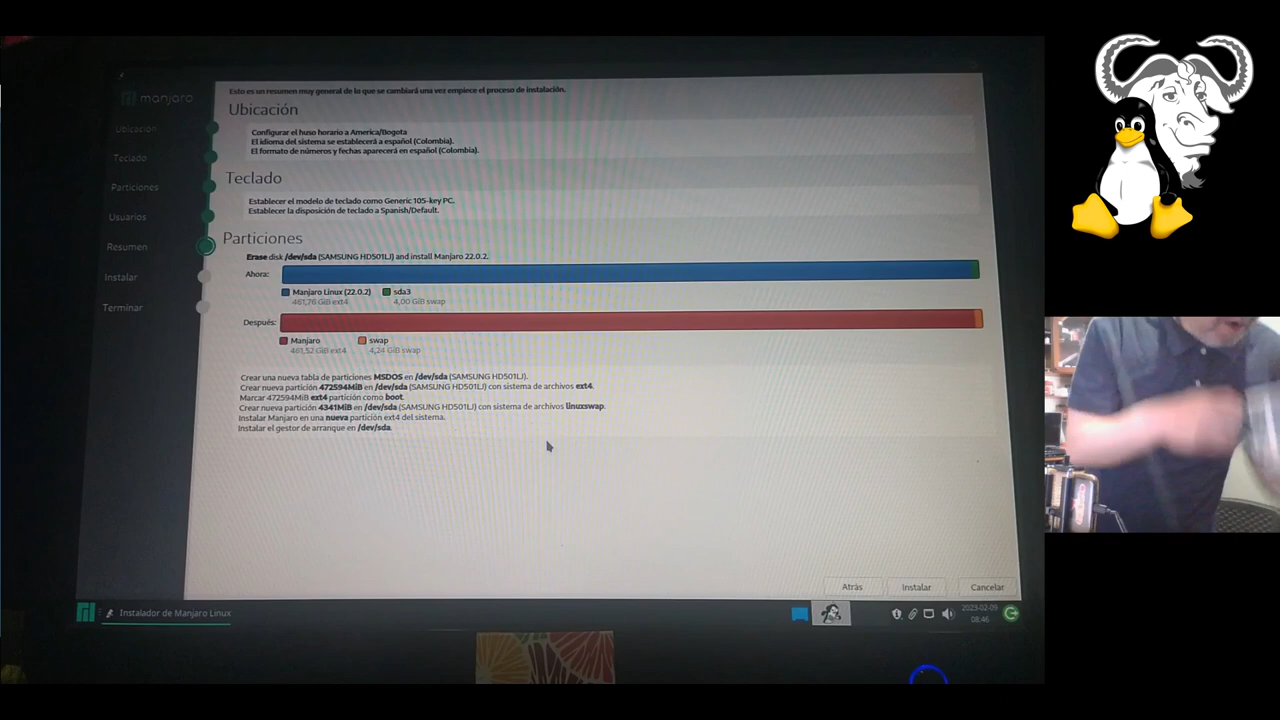 Esto es un resumen muy general de lo que se cambiará una vez empiece el proceso de instalación.
manjaro
Ubicación
Teclado
Particiones
Usuarios
Resumen
Instalar
Terminar
Ubicación
Configurar el huso horario a America/Bogota
El idioma del sistema se establecerá a español (Colombia).
El formato de números y fechas aparecerá en español (Colombia).
Teclado
Establecer el modelo de teclado como Generic 105-key PC.
Establecer la disposición de teclado a Spanish/Default.
Particiones
Erase disk /dev/sda (SAMSUNG HD501LJ) and install Manjaro 22.0.2.
Ahora:
Manjaro Linux (22.0.2) sda3
461,76 GiB ext4 4,00 GiB swap
Después:
Manjaro swap
461,52 GiB ext4 4,24 GiB swap
Crear una nueva tabla de particiones MSDOS en /dev/sda (SAMSUNG HD501LJ).
Crear nueva partición 472594MiB en /dev/sda (SAMSUNG HD501LJ) con sistema de archivos ext4.
Marcar 472594MiB ext4 partición como boot.
Crear nueva partición 4341MiB en /dev/sda (SAMSUNG HD501LJ) con sistema de archivos linuxswap.
Instalar Manjaro en una nueva partición ext4 del sistema.
Instalar el gestor de arranque en /dev/sda.
Atrás Instalar Cancelar
Instalador de Manjaro Linux
2023-02-09
08:46